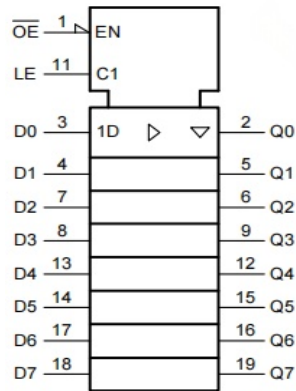 OE 1 EN
LE 11 C1
D0 3 1D 2 Q0
D1 4 5 Q1
D2 7 6 Q2
D3 8 9 Q3
D4 13 12 Q4
D5 14 15 Q5
D6 17 16 Q6
D7 18 19 Q7